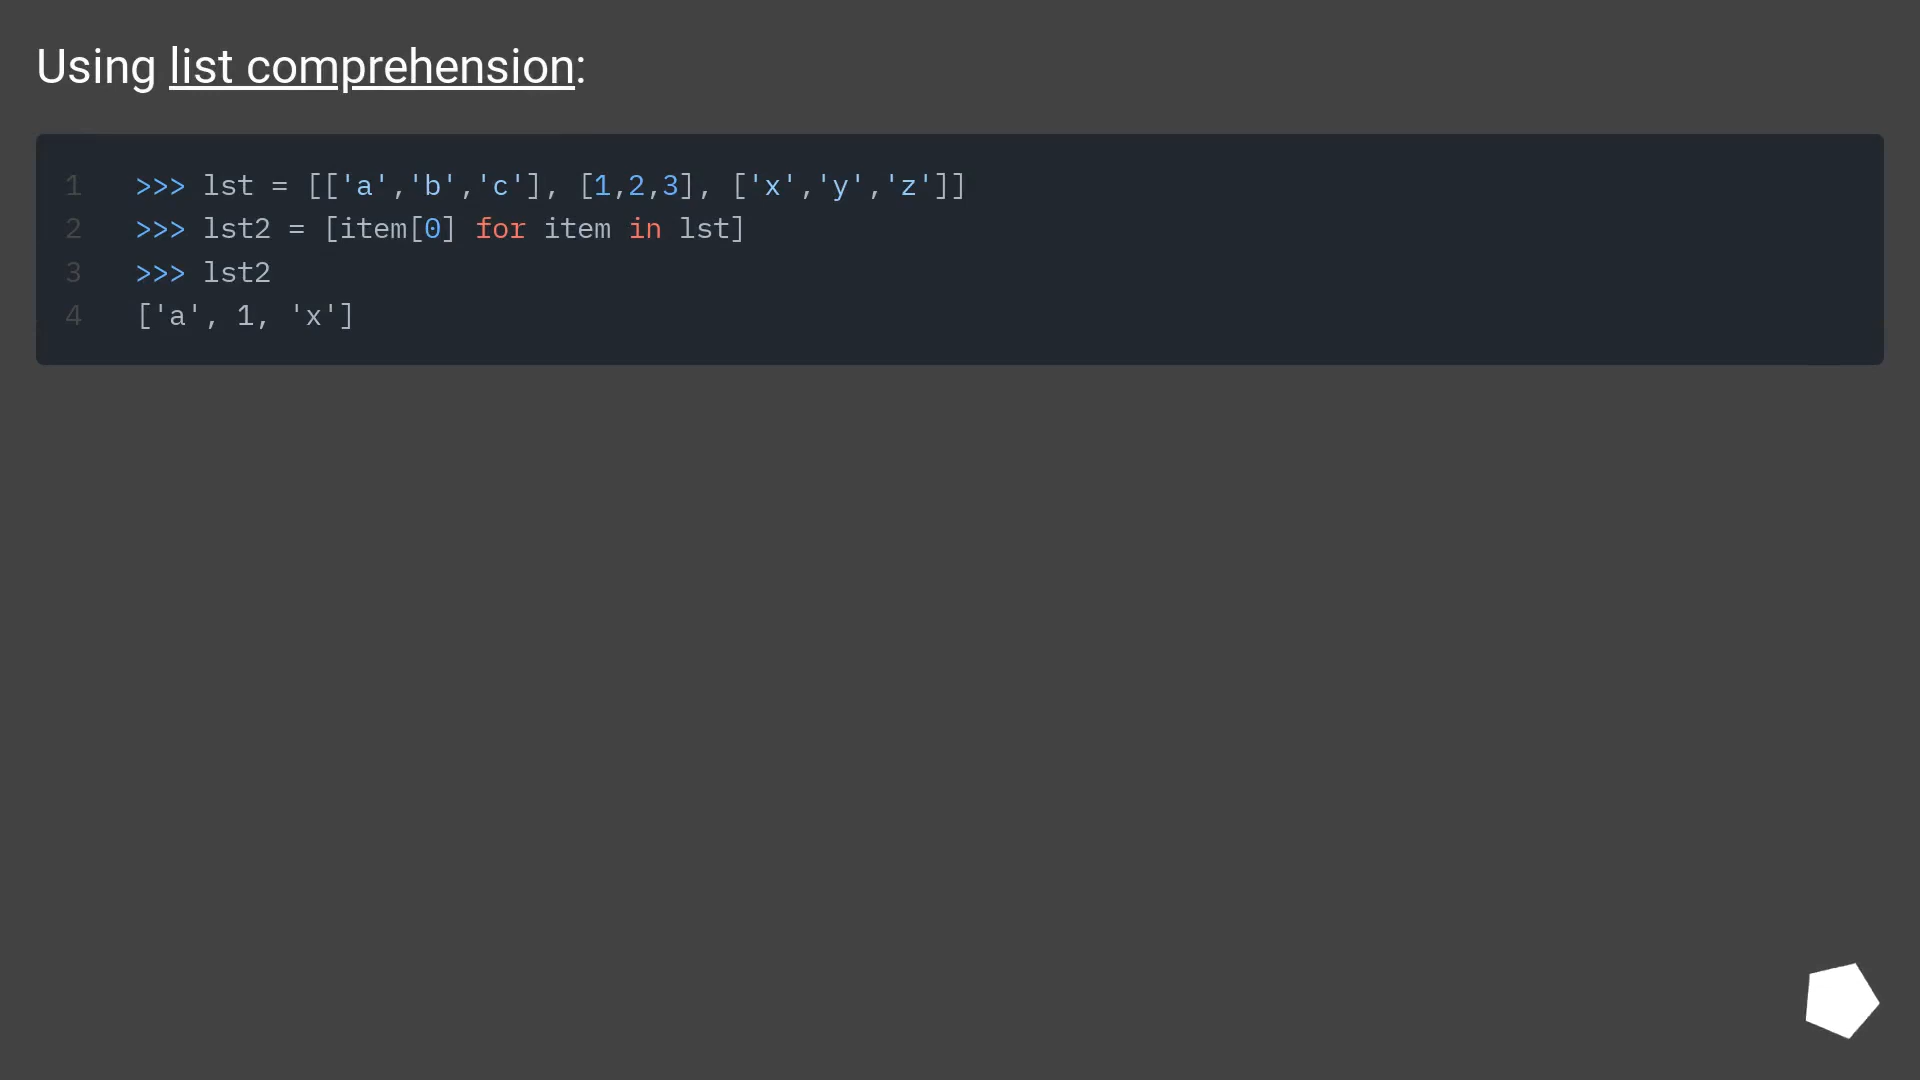 Using list comprehension:
1 >>> lst = [['a','b','c'], [1,2,3], ['x','y','z']]
2 >>> lst2 = [item[0] for item in lst]
3 >>> lst2
4 ['a', 1, 'x']